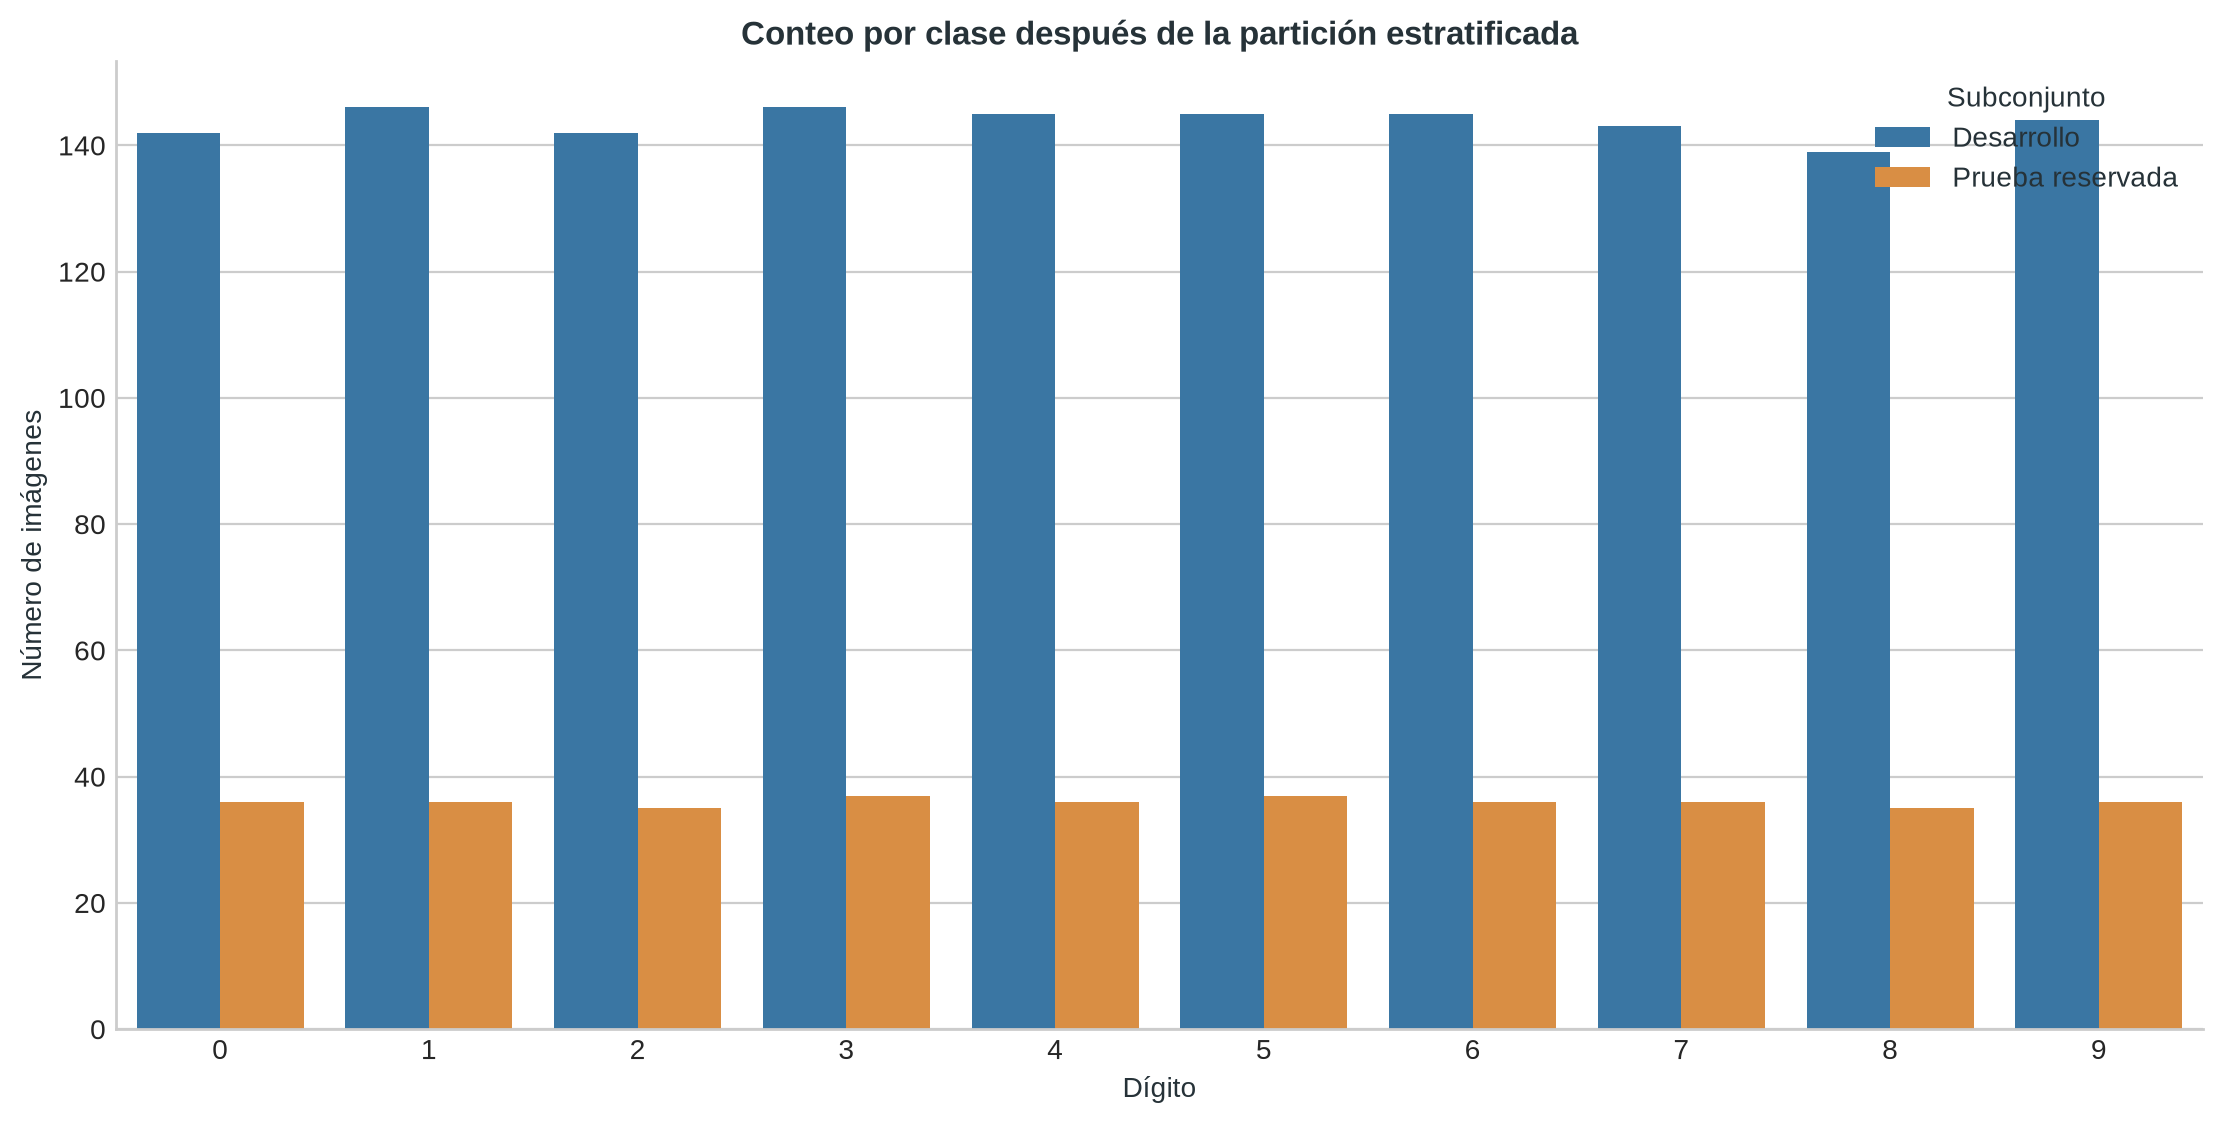 Conteo por clase después de la partición estratificada
Subconjunto
Desarrollo
Prueba reservada
Número de imágenes
140
120
100
80
60
40
20
0
0 1 2 3 4 5 6 7 8 9
Dígito